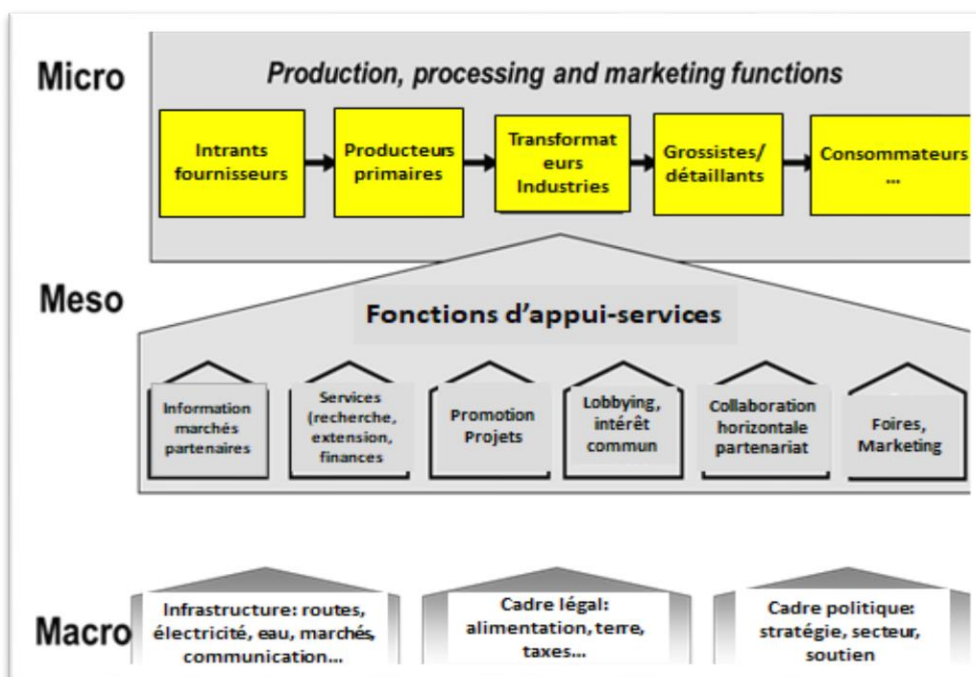 Micro
Production, processing and marketing functions
Intrants
fournisseurs
Producteurs
primaires
Transformat
eurs
Industries
Grossistes/
détaillants
Consommateurs
...
Meso
Fonctions d'appui-services
Information
marchés
partenaires
Services
(recherche,
extension,
finances
Promotion
Projets
Lobbying,
intérêt
commun
Collaboration
horizontale
partenariat
Foires,
Marketing
Macro
Infrastructure: routes,
électricité, eau, marchés,
communication...
Cadre légal:
alimentation, terre,
taxes...
Cadre politique:
stratégie, secteur,
soutien